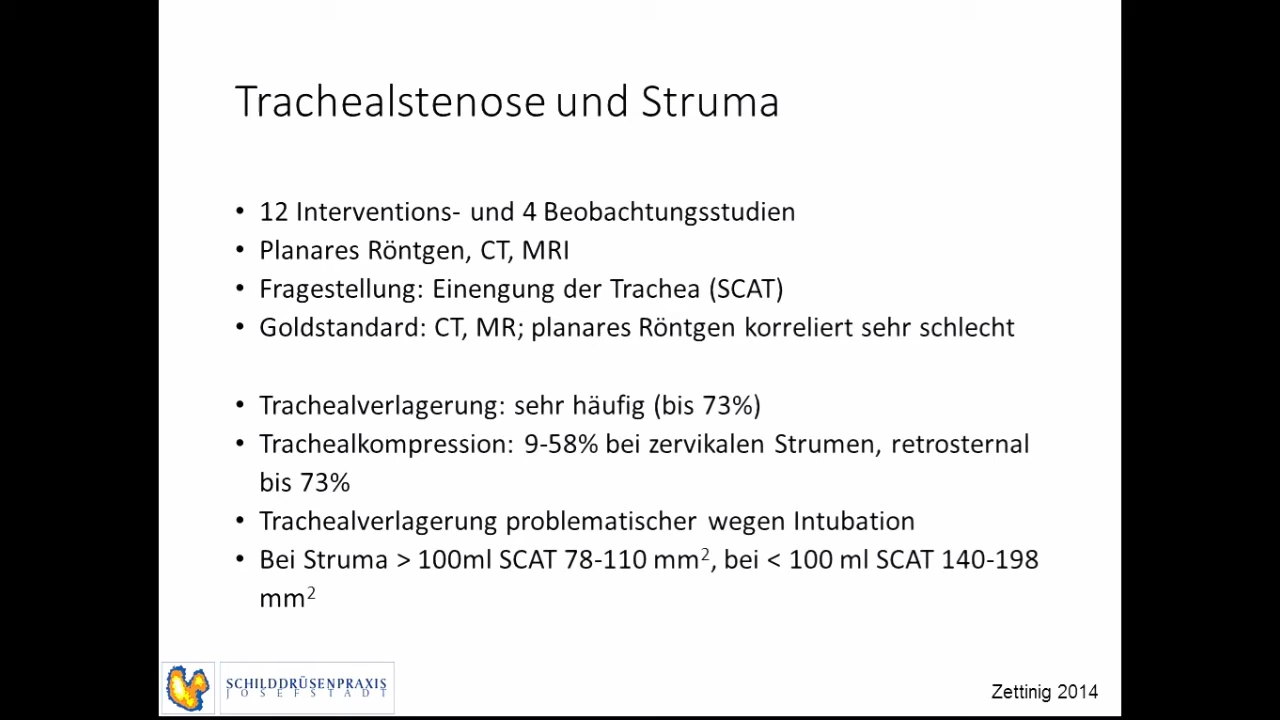 Trachealstenose und Struma
• 12 Interventions- und 4 Beobachtungsstudien
• Planares Röntgen, CT, MRI
• Fragestellung: Einengung der Trachea (SCAT)
• Goldstandard: CT, MR; planares Röntgen korreliert sehr schlecht
• Trachealverlagerung: sehr häufig (bis 73%)
• Trachealkompression: 9-58% bei zervikalen Strumen, retrosternal
bis 73%
• Trachealverlagerung problematischer wegen Intubation
• Bei Struma > 100ml SCAT 78-110 mm², bei < 100 ml SCAT 140-198
mm²
SCHILDDRÜSENPRAXIS
JOSEFSTADT
Zettinig 2014